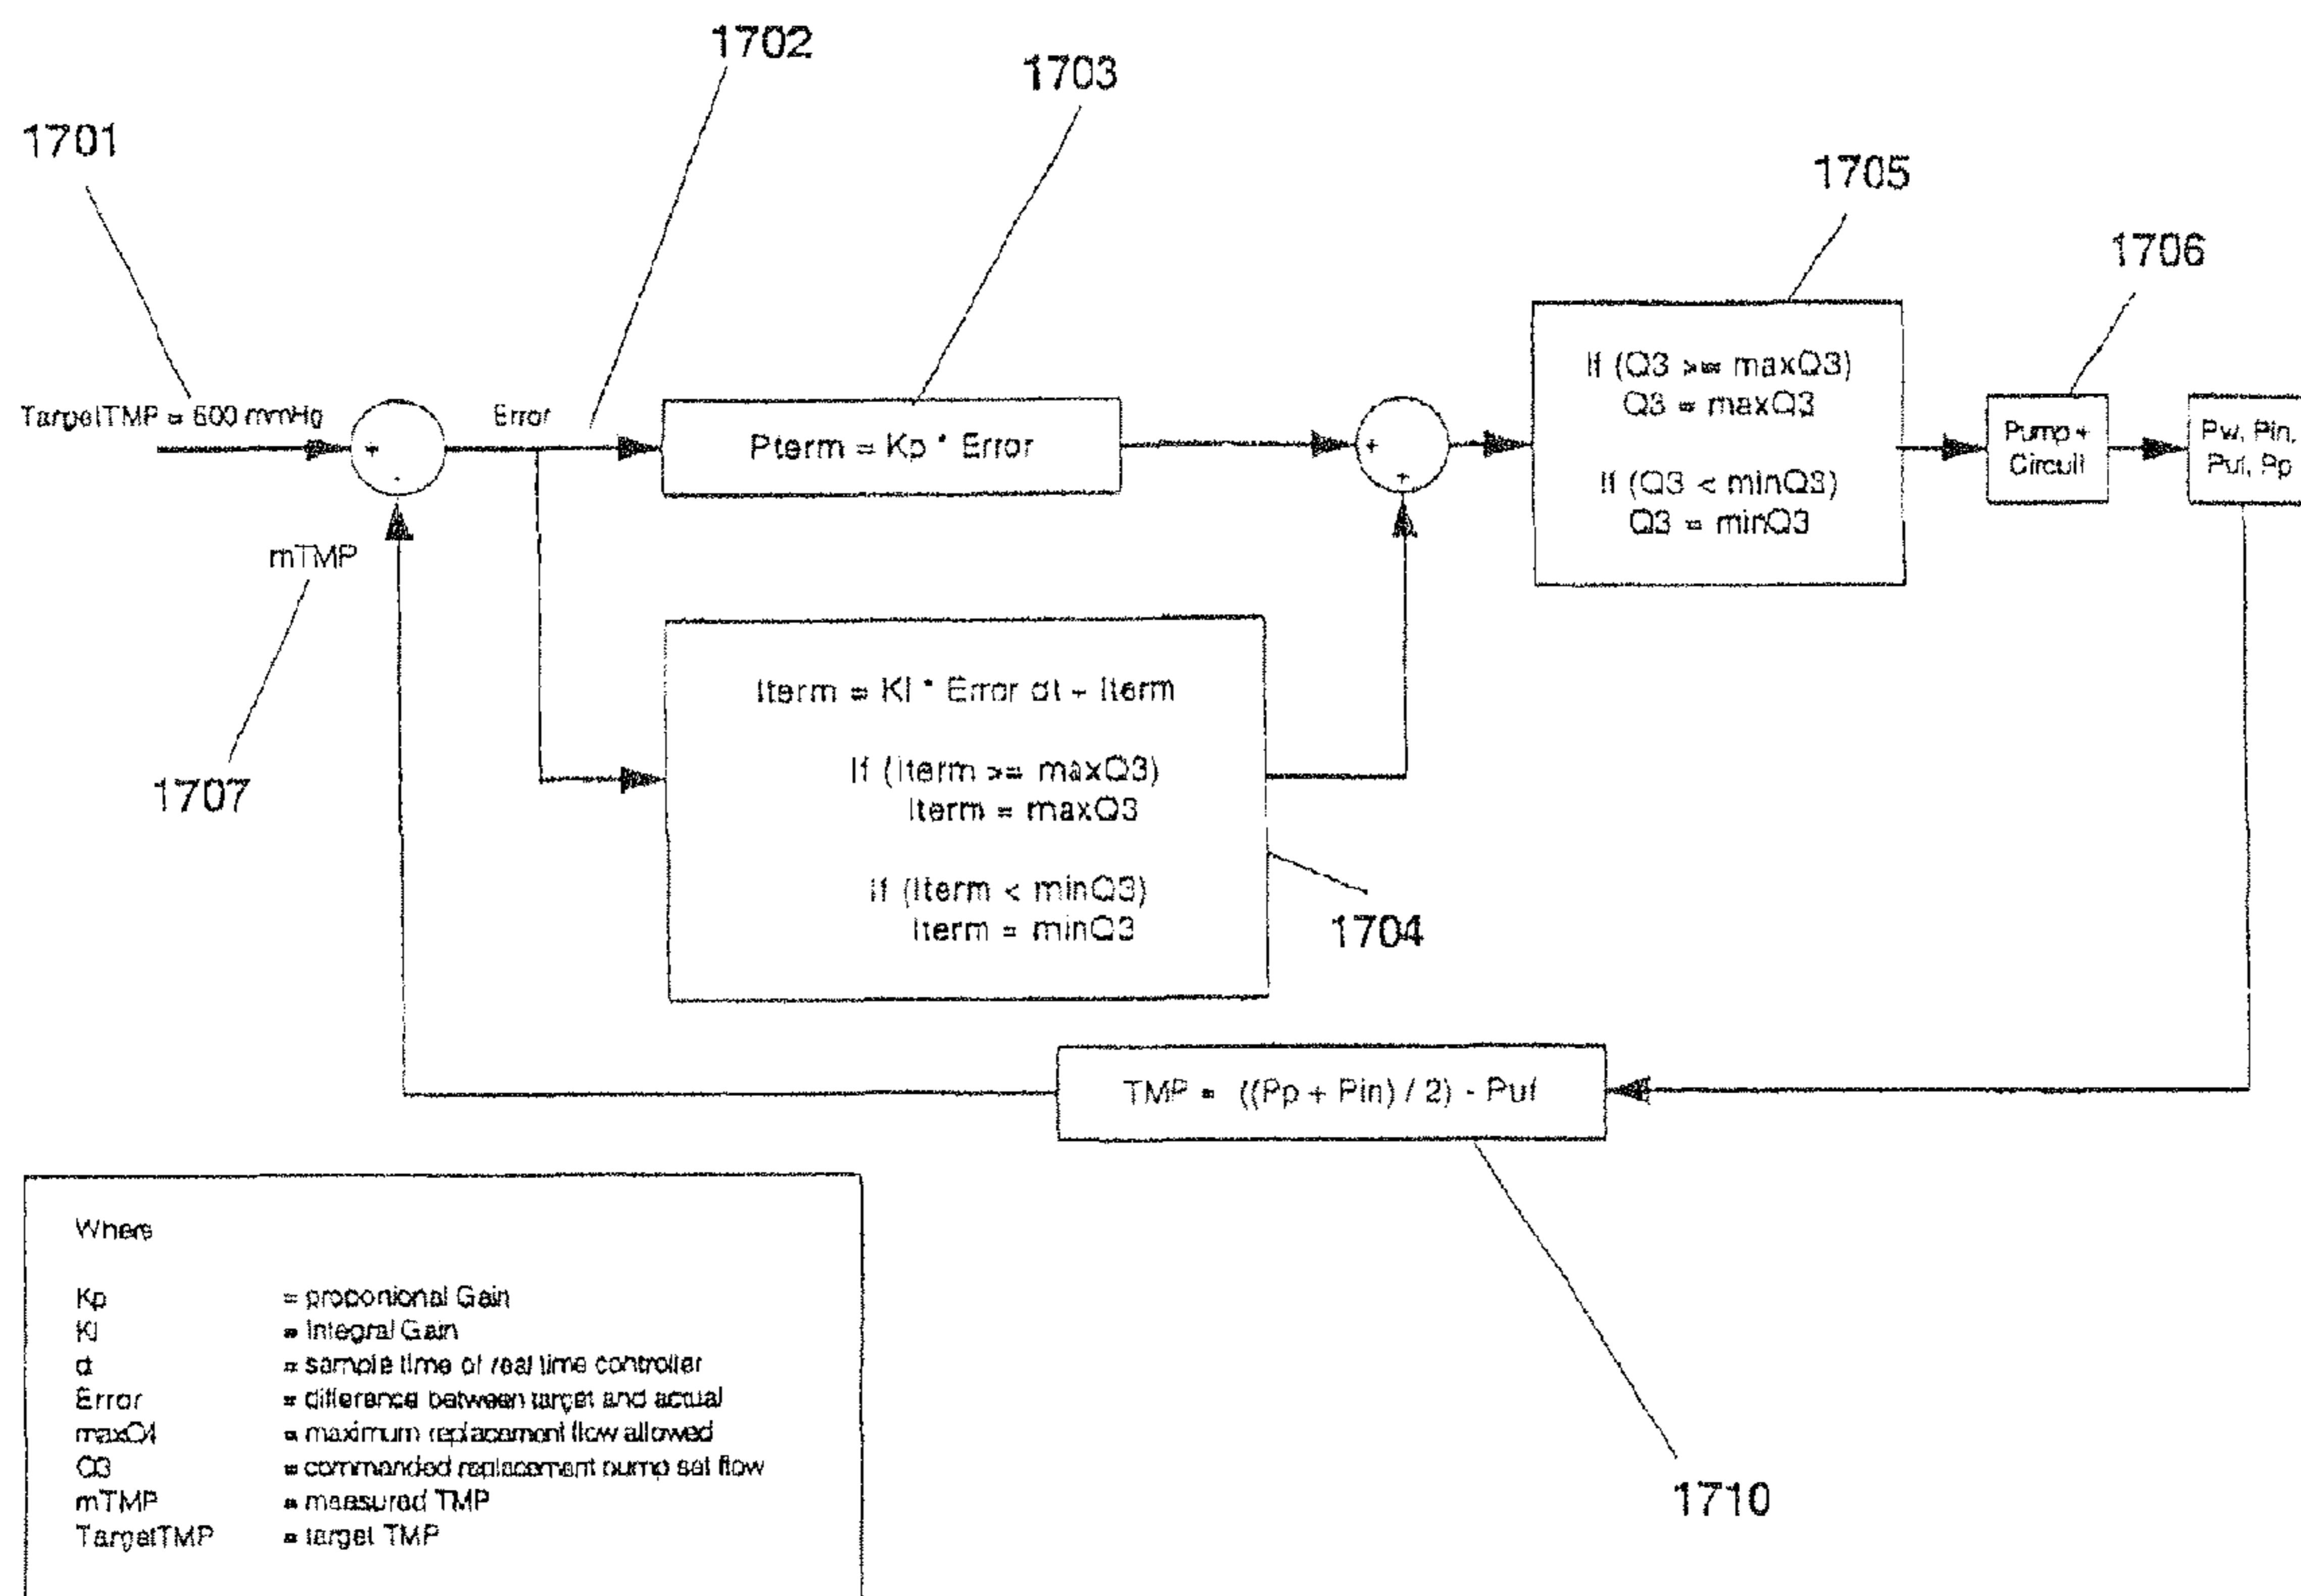 1702
1703
1701
1705
1706
TargetTMP = 600 mmHg
+
-
Error
Pterm = Kp * Error
+
+
If (Q3 >= maxQ3)
Q3 = maxQ3
If (Q3 < minQ3)
Q3 = minQ3
Pump +
Circuit
Pw, Pin,
Puf, Pp
mTMP
1707
Iterm = KI * Error dt + Iterm
If (Iterm >= maxQ3)
Iterm = maxQ3
If (Iterm < minQ3)
Iterm = minQ3
1704
TMP = ((Pp + Pin) / 2) - Puf
1710
Where
Kp = proportional Gain
KI = Integral Gain
dt = sample time of real time controller
Error = difference between target and actual
= maximum replacement flow allowed
Q3 = commanded replacement pump set flow
mTMP = measured TMP
TargetTMP = target TMP